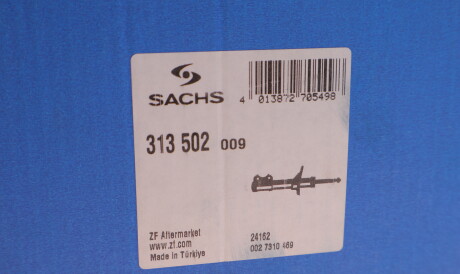 SACHS
4 013872 705498
313 502 009
ZF Aftermarket
www.zf.com
Made in Türkiye
24162
002 7310 469